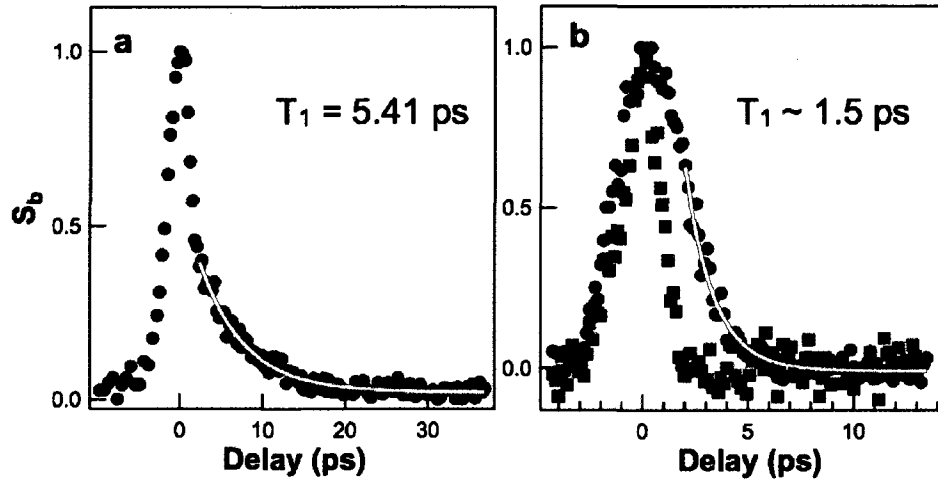 a
T₁ = 5.41 ps
1.0
0.5
0.0
S_b
0 10 20 30
Delay (ps)
b
T₁ ~ 1.5 ps
1.0
0.5
0.0
0 5 10
Delay (ps)